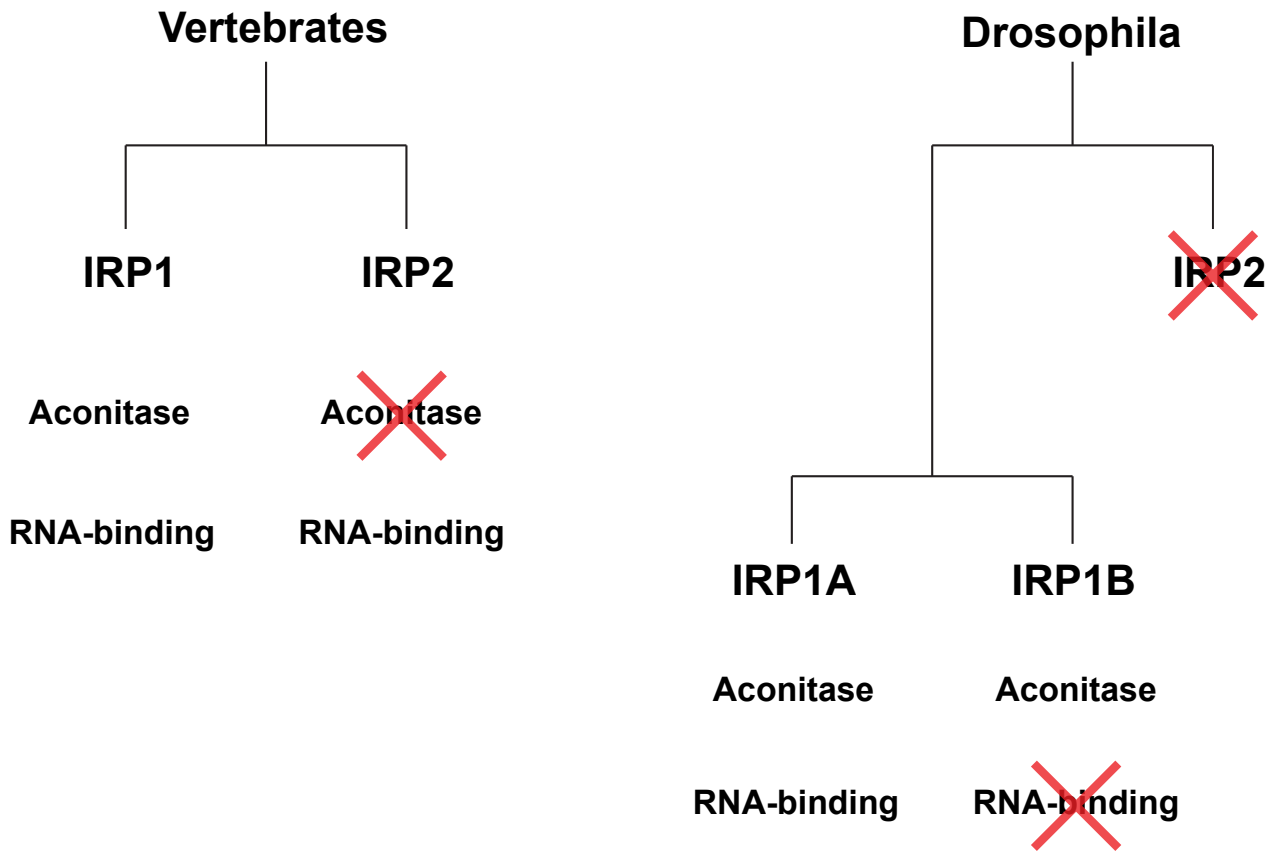 Vertebrates
IRP1
IRP2
Aconitase
Aconitase
RNA-binding
RNA-binding
Drosophila
IRP2
IRP1A
IRP1B
Aconitase
Aconitase
RNA-binding
RNA-binding